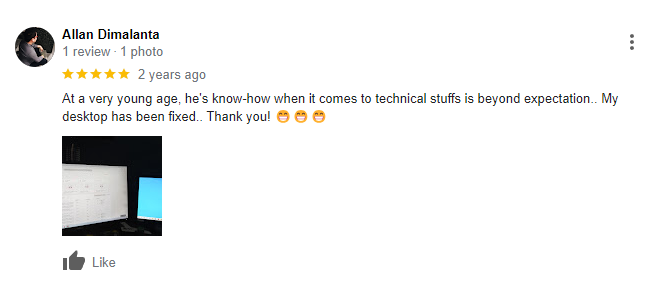 Allan Dimalanta
1 review · 1 photo
2 years ago
At a very young age, he's know-how when it comes to technical stuffs is beyond expectation.. My
desktop has been fixed.. Thank you! 😁 😁 😁
Like